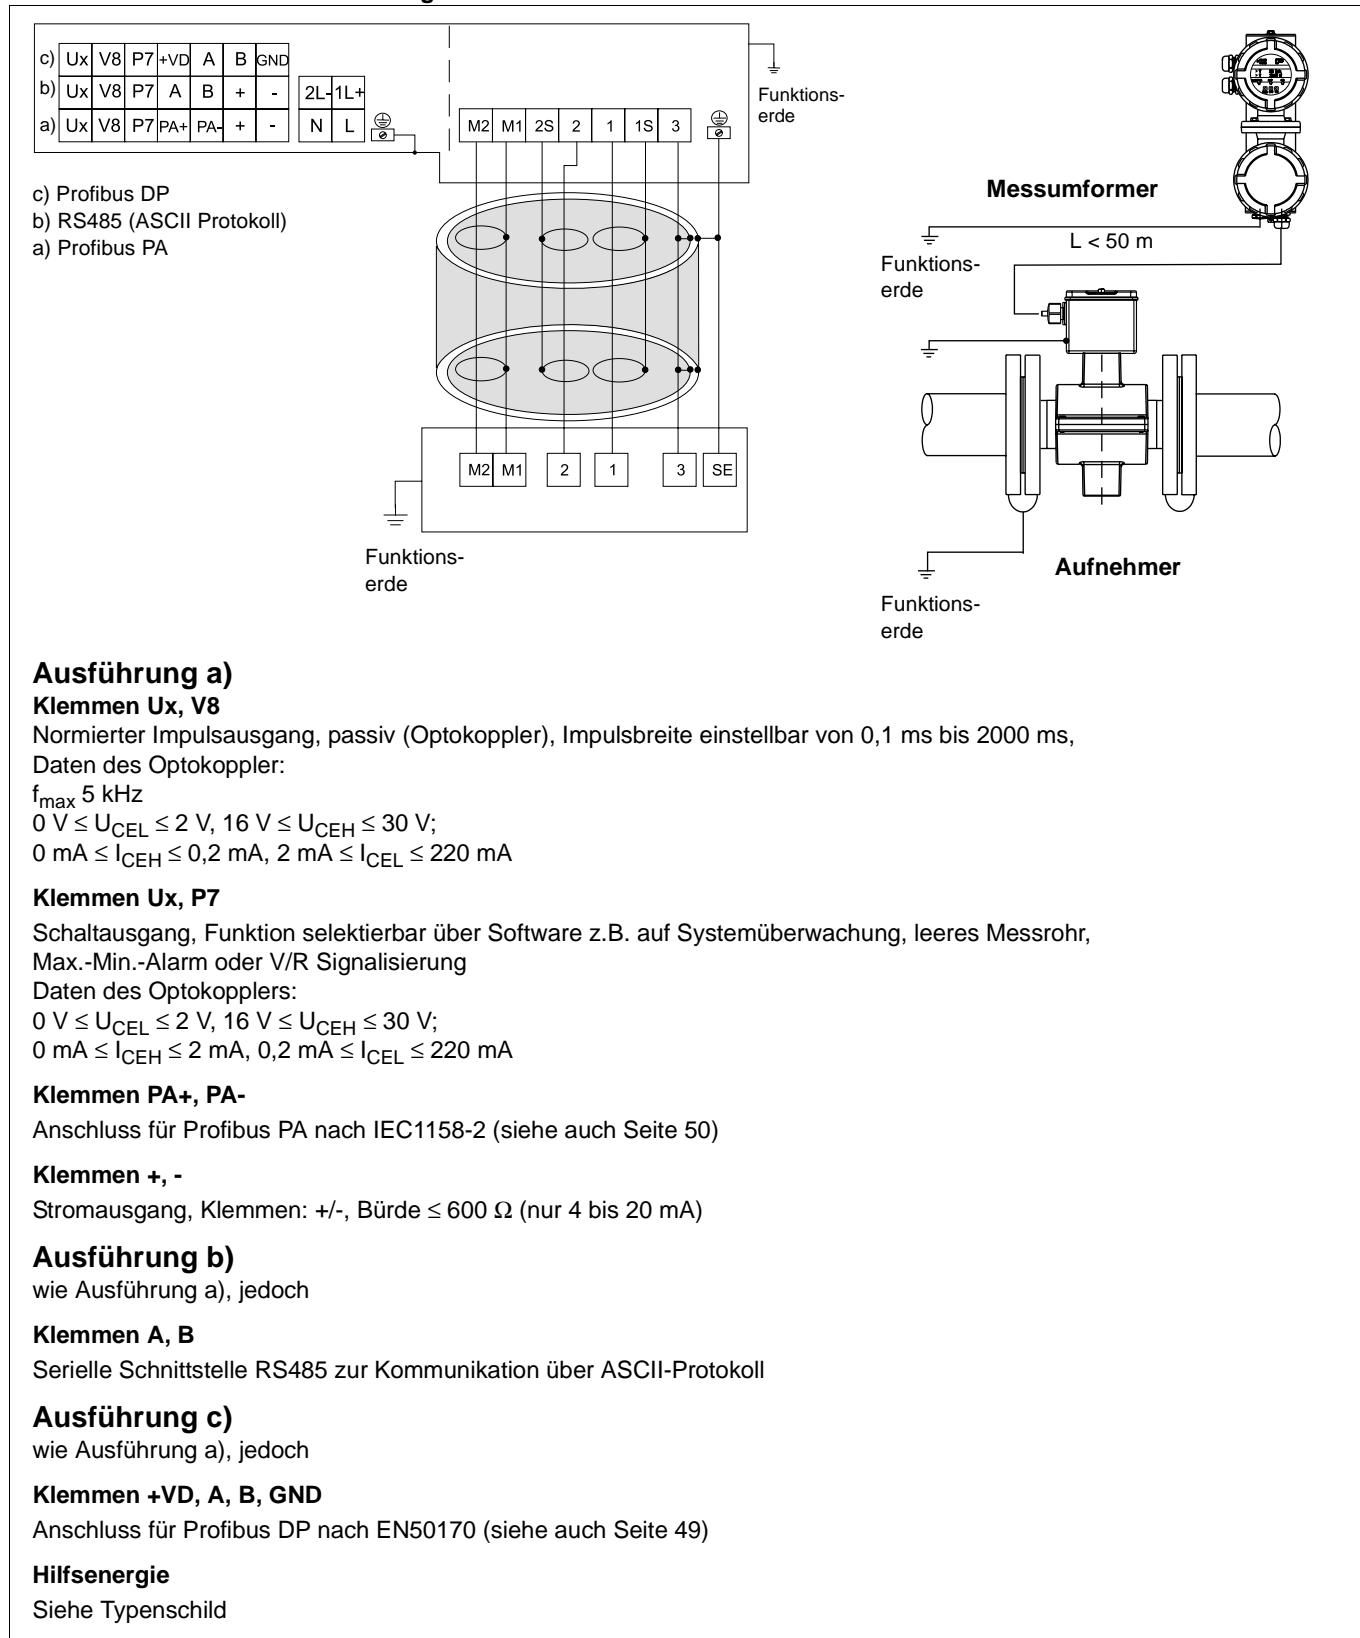 c) Ux V8 P7 +VD A B GND
b) Ux V8 P7 A B + - 2L- 1L+
a) Ux V8 P7 PA+ PA- + - N L
M2 M1 2S 2 1 1S 3
Funktions-
erde
c) Profibus DP
b) RS485 (ASCII Protokoll)
a) Profibus PA
M2 M1 2 1 3 SE
Funktions-
erde
Messumformer
L < 50 m
Funktions-
erde
Aufnehmer
Funktions-
erde
Ausführung a)
Klemmen Ux, V8
Normierter Impulsausgang, passiv (Optokoppler), Impulsbreite einstellbar von 0,1 ms bis 2000 ms,
Daten des Optokoppler:
fmax 5 kHz
0 V ≤ UCEL ≤ 2 V, 16 V ≤ UCEH ≤ 30 V;
0 mA ≤ ICEH ≤ 0,2 mA, 2 mA ≤ ICEL ≤ 220 mA
Klemmen Ux, P7
Schaltausgang, Funktion selektierbar über Software z.B. auf Systemüberwachung, leeres Messrohr,
Max.-Min.-Alarm oder V/R Signalisierung
Daten des Optokopplers:
0 V ≤ UCEL ≤ 2 V, 16 V ≤ UCEH ≤ 30 V;
0 mA ≤ ICEH ≤ 2 mA, 0,2 mA ≤ ICEL ≤ 220 mA
Klemmen PA+, PA-
Anschluss für Profibus PA nach IEC1158-2 (siehe auch Seite 50)
Klemmen +, -
Stromausgang, Klemmen: +/-, Bürde ≤ 600 Ω (nur 4 bis 20 mA)
Ausführung b)
wie Ausführung a), jedoch
Klemmen A, B
Serielle Schnittstelle RS485 zur Kommunikation über ASCII-Protokoll
Ausführung c)
wie Ausführung a), jedoch
Klemmen +VD, A, B, GND
Anschluss für Profibus DP nach EN50170 (siehe auch Seite 49)
Hilfsenergie
Siehe Typenschild